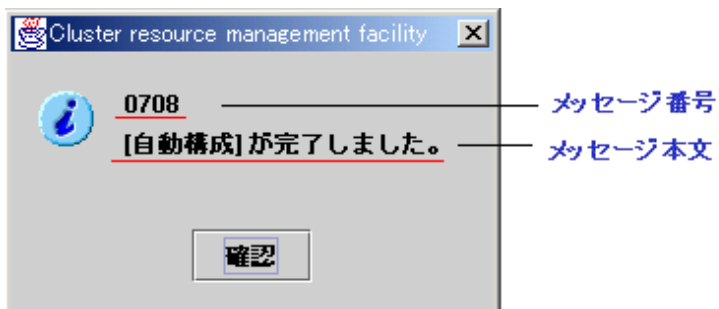 Cluster resource management facility
0708
メッセージ番号
[自動構成]が完了しました。
メッセージ本文
確認